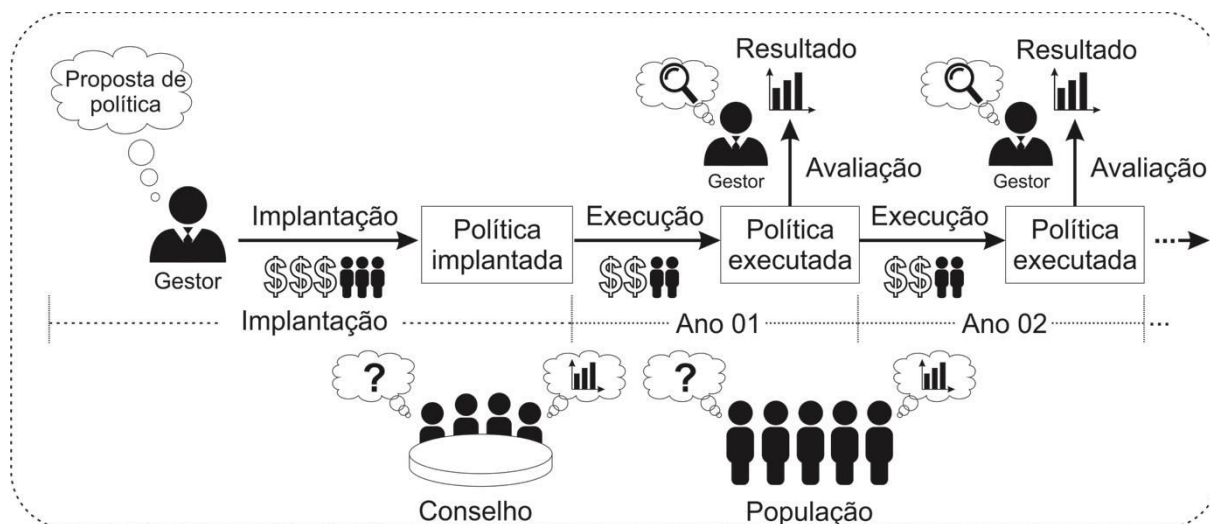 Proposta de
política
Gestor
Implantação
$$$
Política
implantada
Execução
$$
Resultado
Gestor
Avaliação
Política
executada
Execução
$$
Resultado
Gestor
Avaliação
Política
executada
...
Implantação
Ano 01
Ano 02
...
?
Conselho
?
População